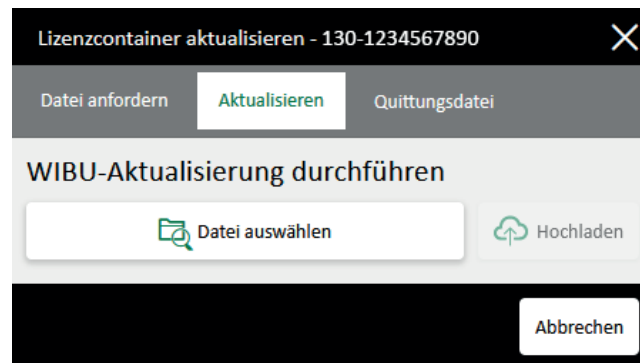 Lizenzcontainer aktualisieren - 130-1234567890
Datei anfordern Aktualisieren Quittungsdatei
WIBU-Aktualisierung durchführen
Datei auswählen Hochladen
Abbrechen